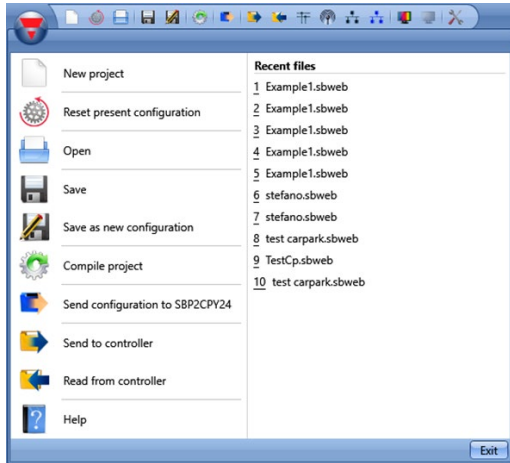 New project
Reset present configuration
Open
Save
Save as new configuration
Compile project
Send configuration to SBP2CPY24
Send to controller
Read from controller
Help
Recent files
1 Example1.sbweb
2 Example1.sbweb
3 Example1.sbweb
4 Example1.sbweb
5 Example1.sbweb
6 stefano.sbweb
7 stefano.sbweb
8 test carpark.sbweb
9 TestCp.sbweb
10 test carpark.sbweb
Exit